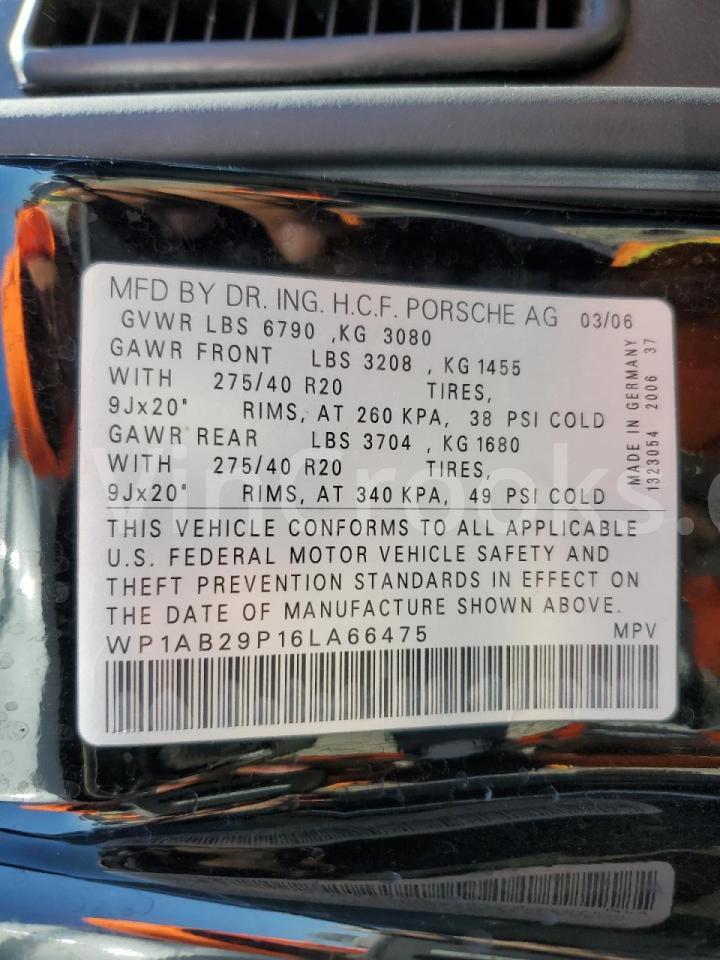 MFD BY DR. ING. H.C.F. PORSCHE AG 03/06
GVWR LBS 6790 ,KG 3080
GAWR FRONT LBS 3208 , KG 1455
WITH 275/40 R20 TIRES,
9Jx20" RIMS, AT 260 KPA, 38 PSI COLD
GAWR REAR LBS 3704 , KG 1680
WITH 275/40 R20 TIRES,
9Jx20" RIMS, AT 340 KPA, 49 PSI COLD
MADE IN GERMANY
1323054 2006 37
THIS VEHICLE CONFORMS TO ALL APPLICABLE
U.S. FEDERAL MOTOR VEHICLE SAFETY AND
THEFT PREVENTION STANDARDS IN EFFECT ON
THE DATE OF MANUFACTURE SHOWN ABOVE.
WP1AB29P16LA66475 MPV
VinCrooks.